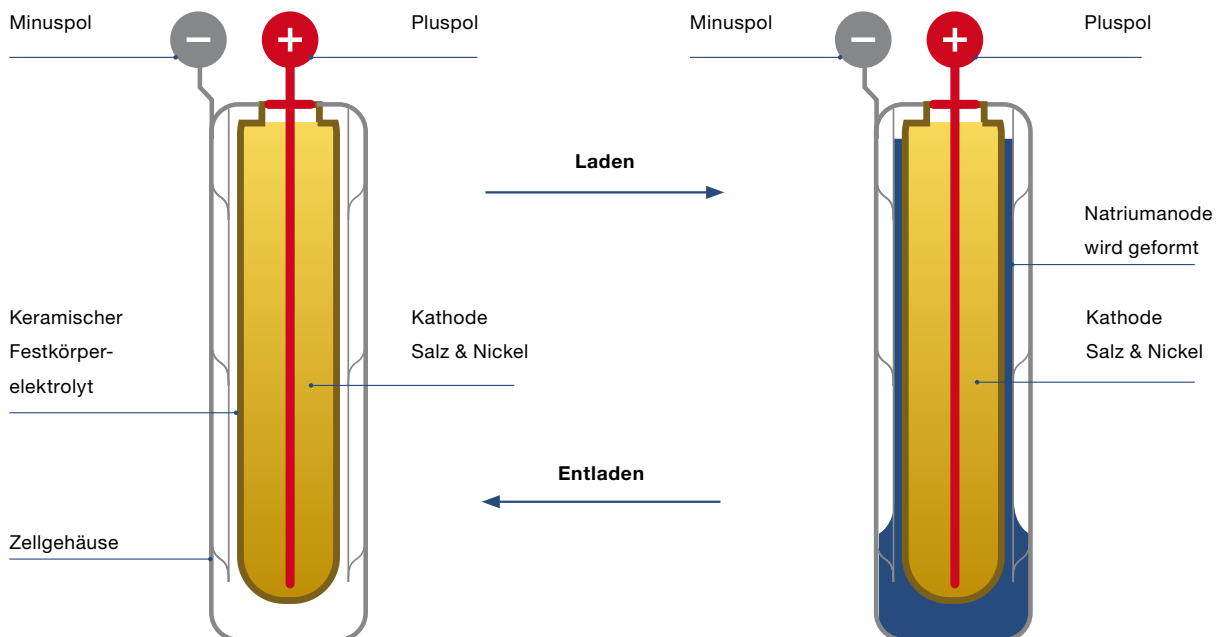 Minuspol
−
+
Pluspol
Keramischer
Festkörper-
elektrolyt
Zellgehäuse
Kathode
Salz & Nickel
Laden
Entladen
Minuspol
−
+
Pluspol
Natriumanode
wird geformt
Kathode
Salz & Nickel